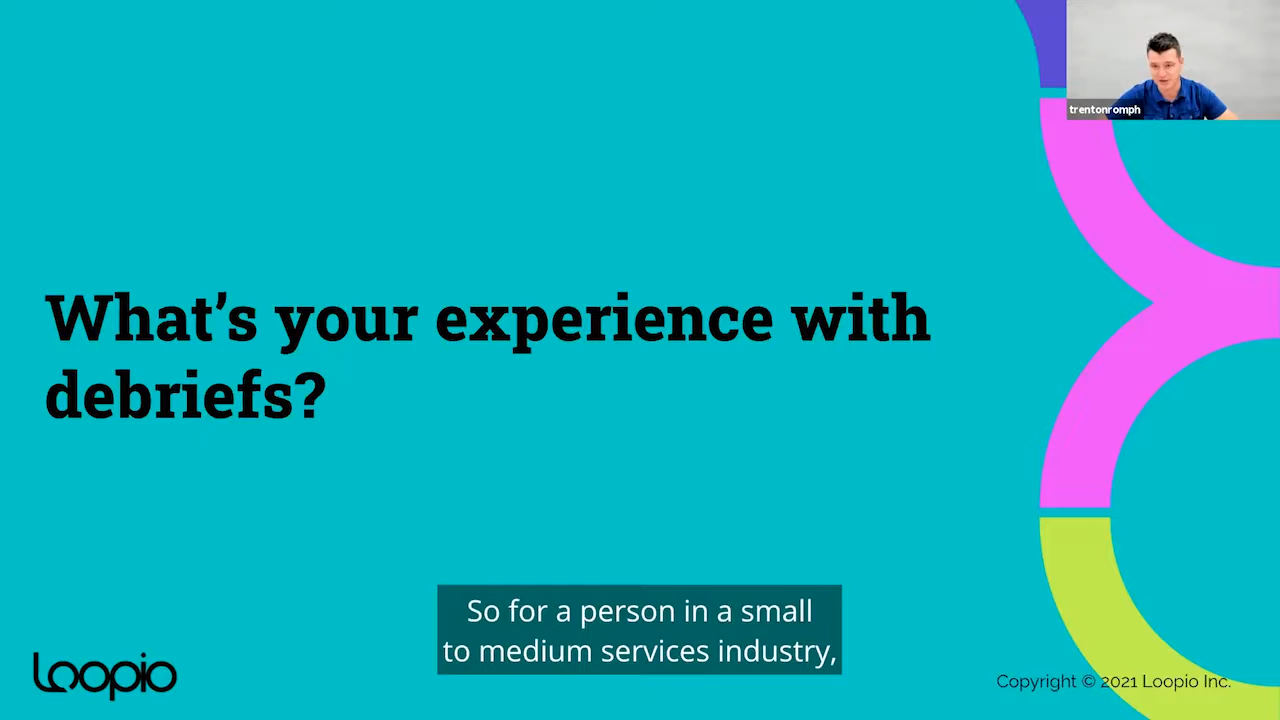 trentonromph
What's your experience with
debriefs?
So for a person in a small
to medium services industry,
Loopio
Copyright © 2021 Loopio Inc.